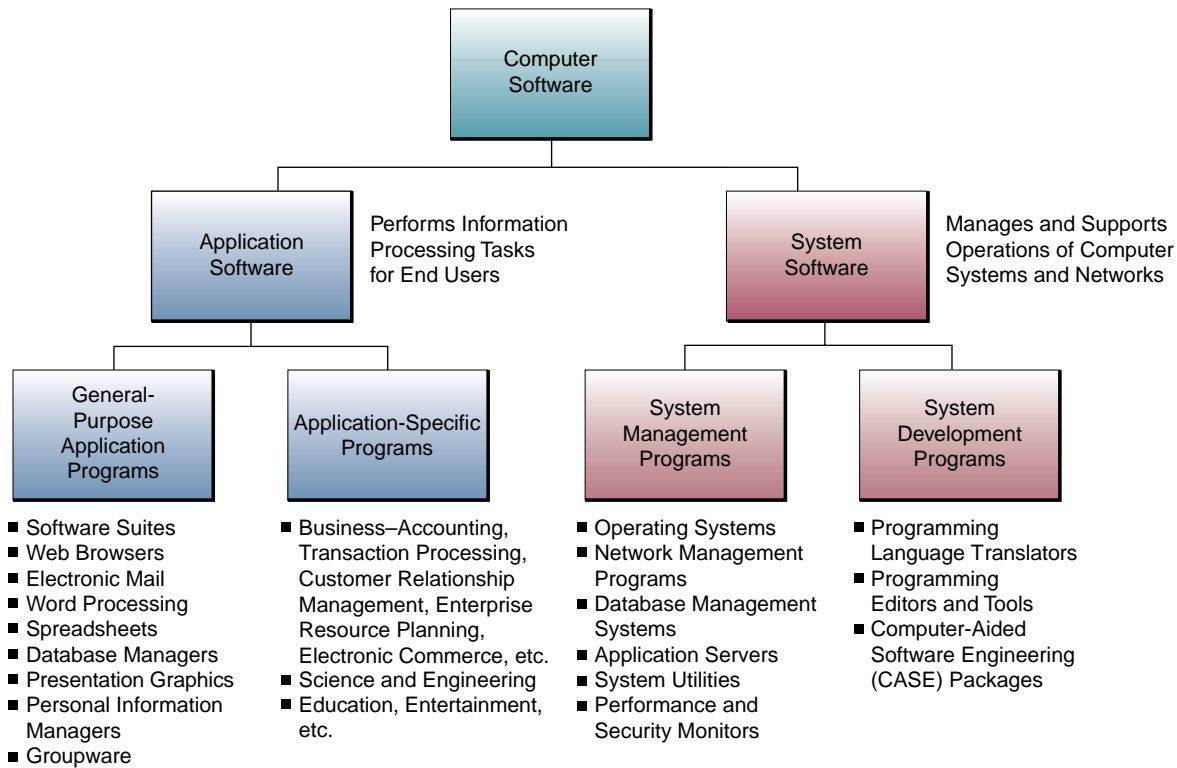 Computer
Software
Application
Software
Performs Information
Processing Tasks
for End Users
System
Software
Manages and Supports
Operations of Computer
Systems and Networks
General-
Purpose
Application
Programs
Application-Specific
Programs
System
Management
Programs
System
Development
Programs
■ Software Suites
■ Web Browsers
■ Electronic Mail
■ Word Processing
■ Spreadsheets
■ Database Managers
■ Presentation Graphics
■ Personal Information
Managers
■ Groupware
■ Business–Accounting,
Transaction Processing,
Customer Relationship
Management, Enterprise
Resource Planning,
Electronic Commerce, etc.
■ Science and Engineering
■ Education, Entertainment,
etc.
■ Operating Systems
■ Network Management
Programs
■ Database Management
Systems
■ Application Servers
■ System Utilities
■ Performance and
Security Monitors
■ Programming
Language Translators
■ Programming
Editors and Tools
■ Computer-Aided
Software Engineering
(CASE) Packages